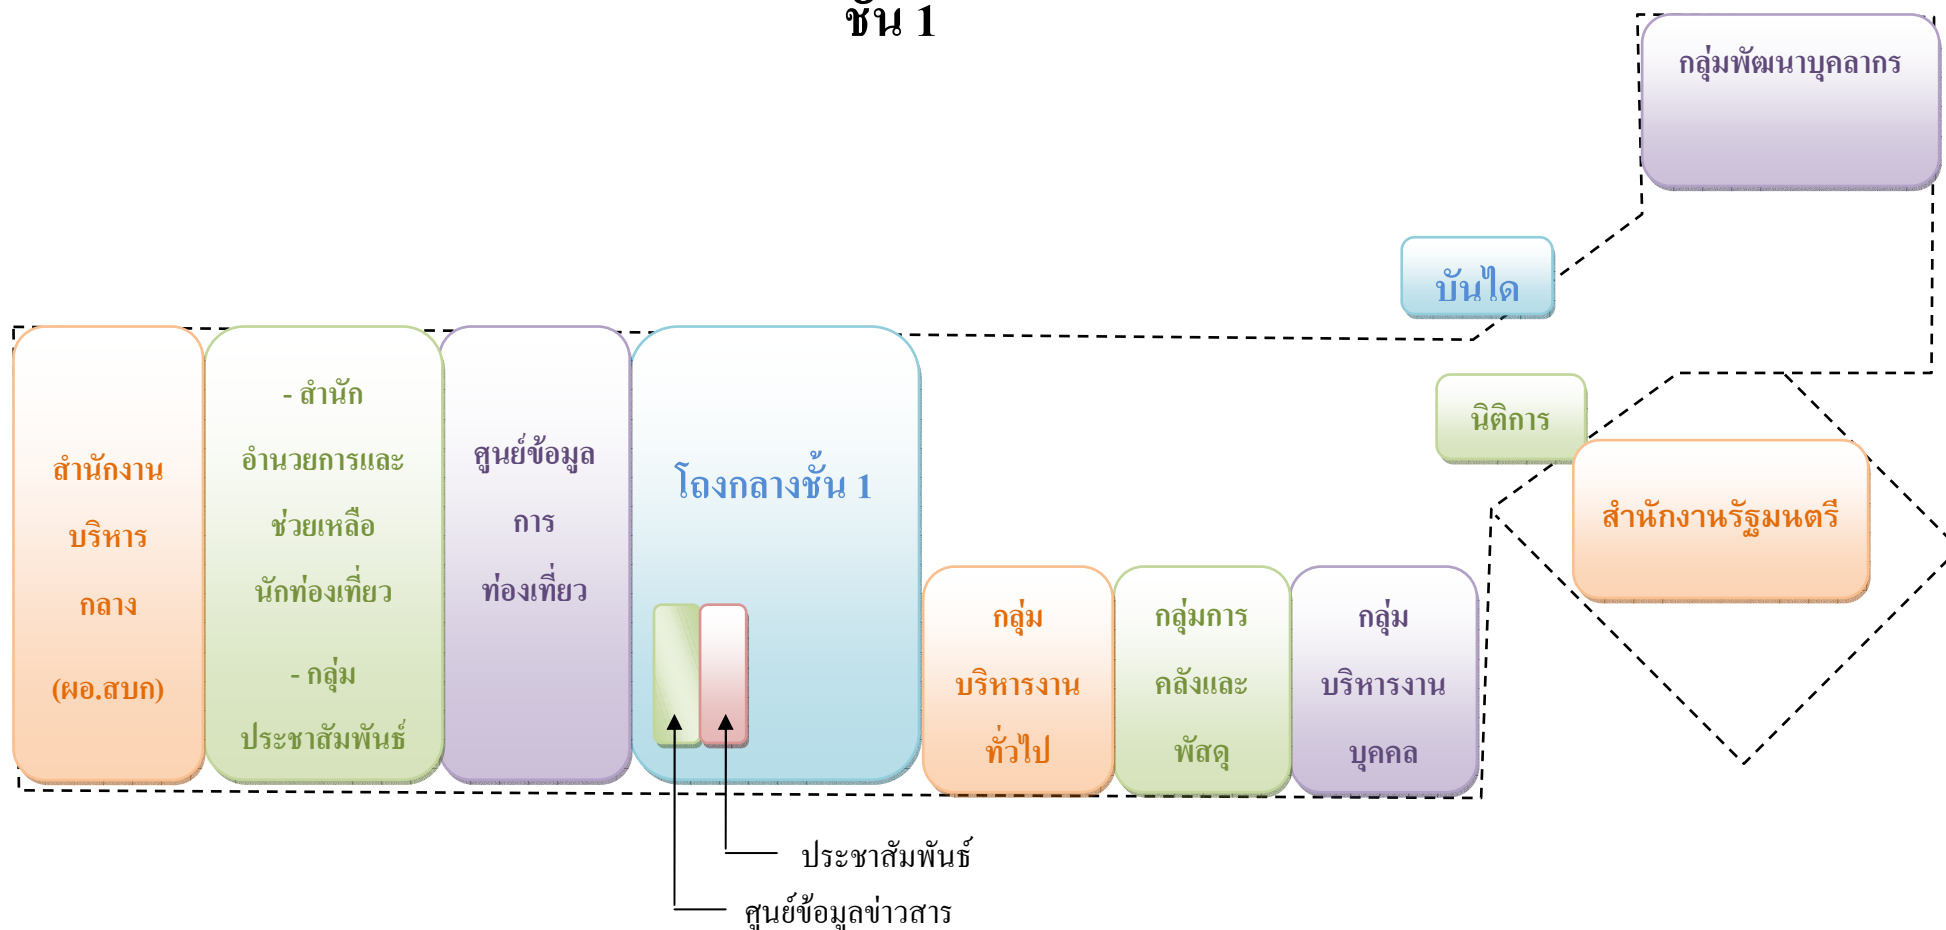 ชั้น 1
กลุ่มพัฒนาบุคลากร
บันได
นิติการ
สำนักงานรัฐมนตรี
สำนักงาน
บริหาร
กลาง
(ผอ.สบก)
- สำนัก
อำนวยการและ
ช่วยเหลือ
นักท่องเที่ยว
- กลุ่ม
ประชาสัมพันธ์
ศูนย์ข้อมูล
การ
ท่องเที่ยว
โถงกลางชั้น 1
กลุ่ม
บริหารงาน
ทั่วไป
กลุ่มการ
คลังและ
พัสดุ
กลุ่ม
บริหารงาน
บุคคล
ประชาสัมพันธ์
ศูนย์ข้อมูลข่าวสาร